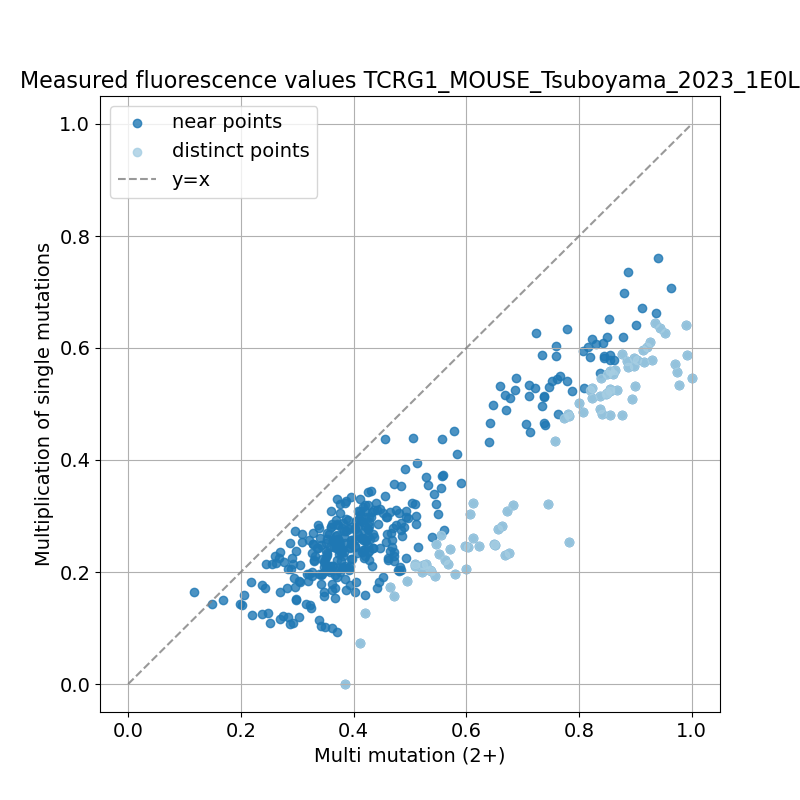 Measured fluorescence values TCRG1_MOUSE_Tsuboyama_2023_1E0L
near points
distinct points
y=x
1.0
0.8
0.6
0.4
0.2
0.0
Multiplication of single mutations
0.0 0.2 0.4 0.6 0.8 1.0
Multi mutation (2+)